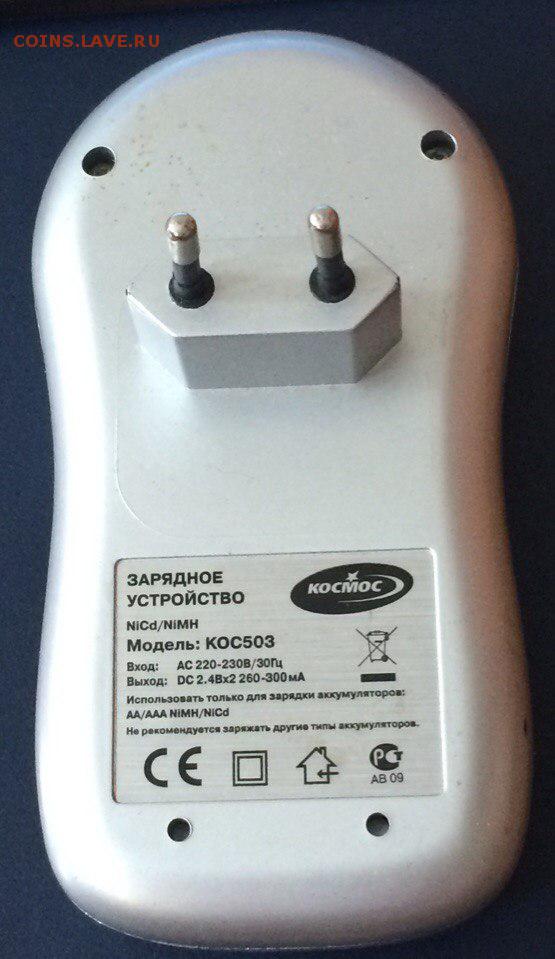 COINS.LAVE.RU
ЗАРЯДНОЕ
УСТРОЙСТВО
КОСМОС
NiCd/NiMH
Модель: КОС503
Вход: AC 220-230В/30Гц
Выход: DC 2.4Вx2 260-300мА
Использовать только для зарядки аккумуляторов:
AA/AAA NiMH/NiCd
Не рекомендуется заряжать другие типы аккумуляторов.
CE
РСТ
АВ 09